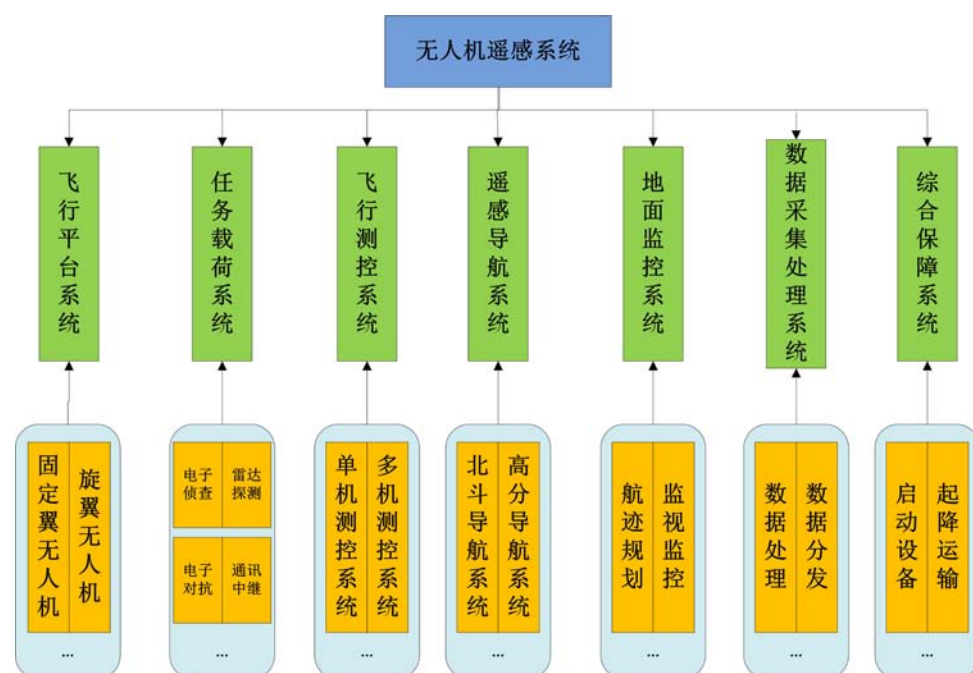 无人机遥感系统
飞行平台系统
任务载荷系统
飞行测控系统
遥感导航系统
地面监控系统
数据采集处理系统
综合保障系统
固定翼无人机
旋翼无人机
...
电子
侦查
雷达
探测
电子
对抗
通讯
中继
...
单机测控系统
多机测控系统
...
北斗导航系统
高分导航系统
...
航迹规划
监视监控
...
数据处理
数据分发
...
启动设备
起降运输
...